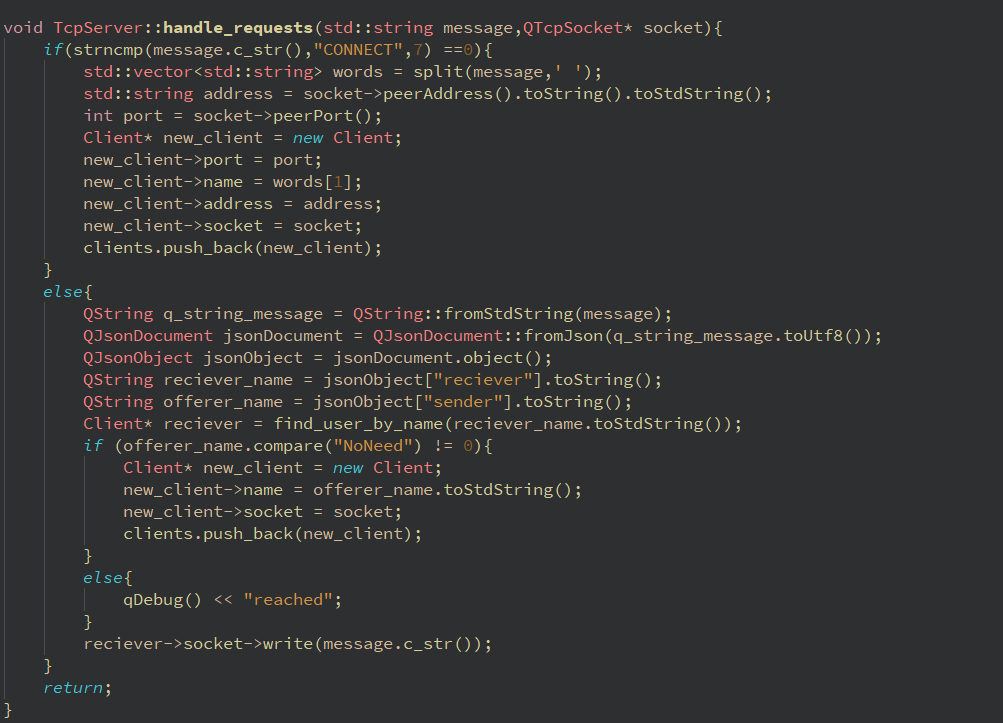 void TcpServer::handle_requests(std::string message,QTcpSocket* socket){
    if(strncmp(message.c_str(),"CONNECT",7) ==0){
        std::vector<std::string> words = split(message,' ');
        std::string address = socket->peerAddress().toString().toStdString();
        int port = socket->peerPort();
        Client* new_client = new Client;
        new_client->port = port;
        new_client->name = words[1];
        new_client->address = address;
        new_client->socket = socket;
        clients.push_back(new_client);
    }
    else{
        QString q_string_message = QString::fromStdString(message);
        QJsonDocument jsonDocument = QJsonDocument::fromJson(q_string_message.toUtf8());
        QJsonObject jsonObject = jsonDocument.object();
        QString reciever_name = jsonObject["reciever"].toString();
        QString offerer_name = jsonObject["sender"].toString();
        Client* reciever = find_user_by_name(reciever_name.toStdString());
        if (offerer_name.compare("NoNeed") != 0){
            Client* new_client = new Client;
            new_client->name = offerer_name.toStdString();
            new_client->socket = socket;
            clients.push_back(new_client);
        }
        else{
            qDebug() << "reached";
        }
        reciever->socket->write(message.c_str());
    }
    return;
}